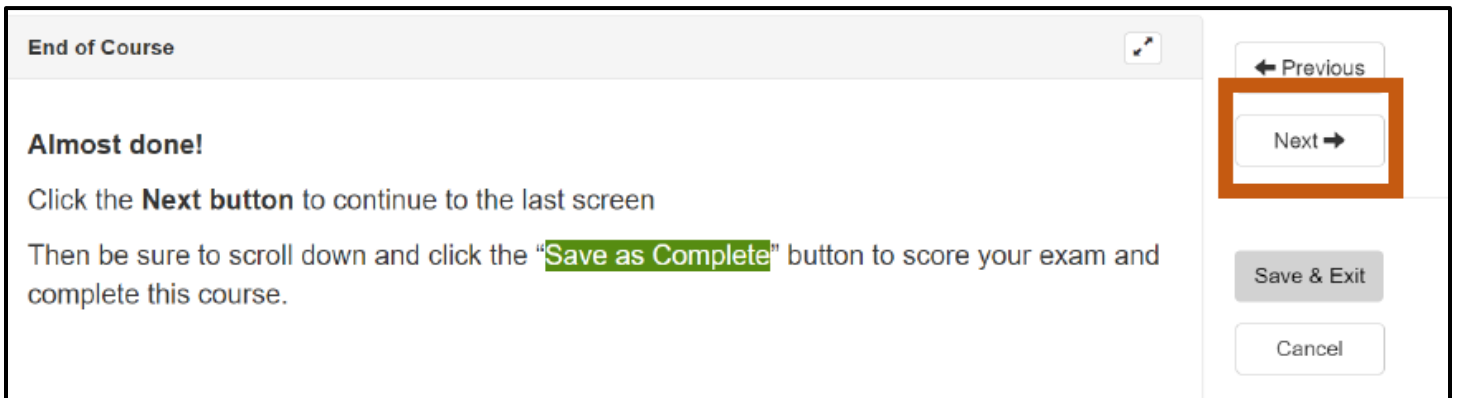 End of Course
Almost done!
Click the Next button to continue to the last screen
Then be sure to scroll down and click the “Save as Complete” button to score your exam and
complete this course.
Previous
Next
Save & Exit
Cancel